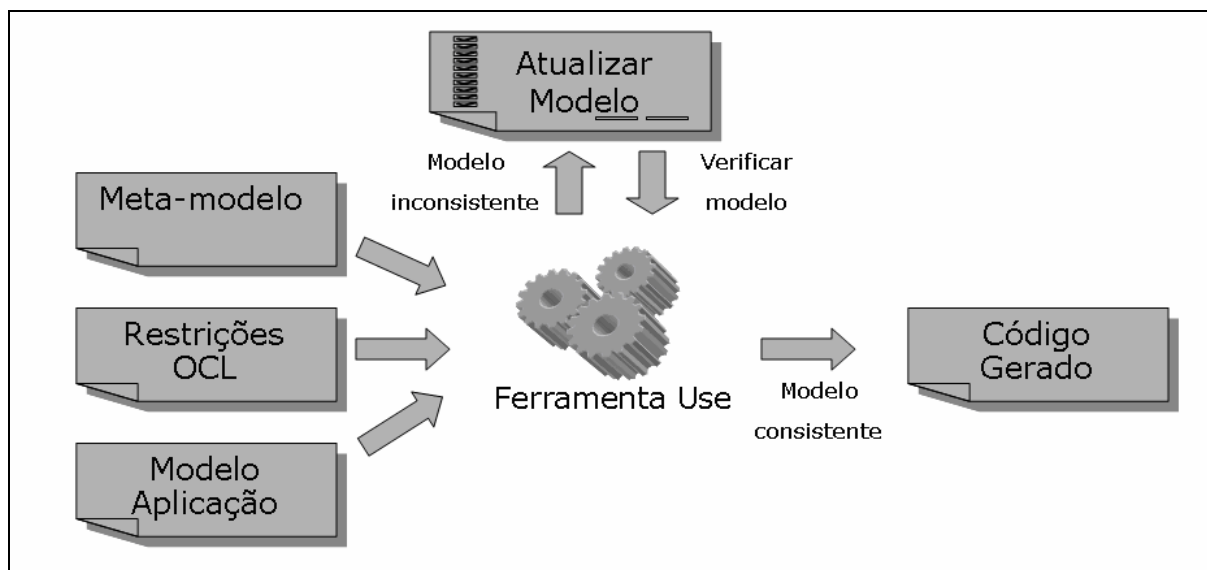 Atualizar
Modelo
Modelo
inconsistente
Verificar
modelo
Meta-modelo
Restrições
OCL
Modelo
Aplicação
Ferramenta Use
Modelo
consistente
Código
Gerado